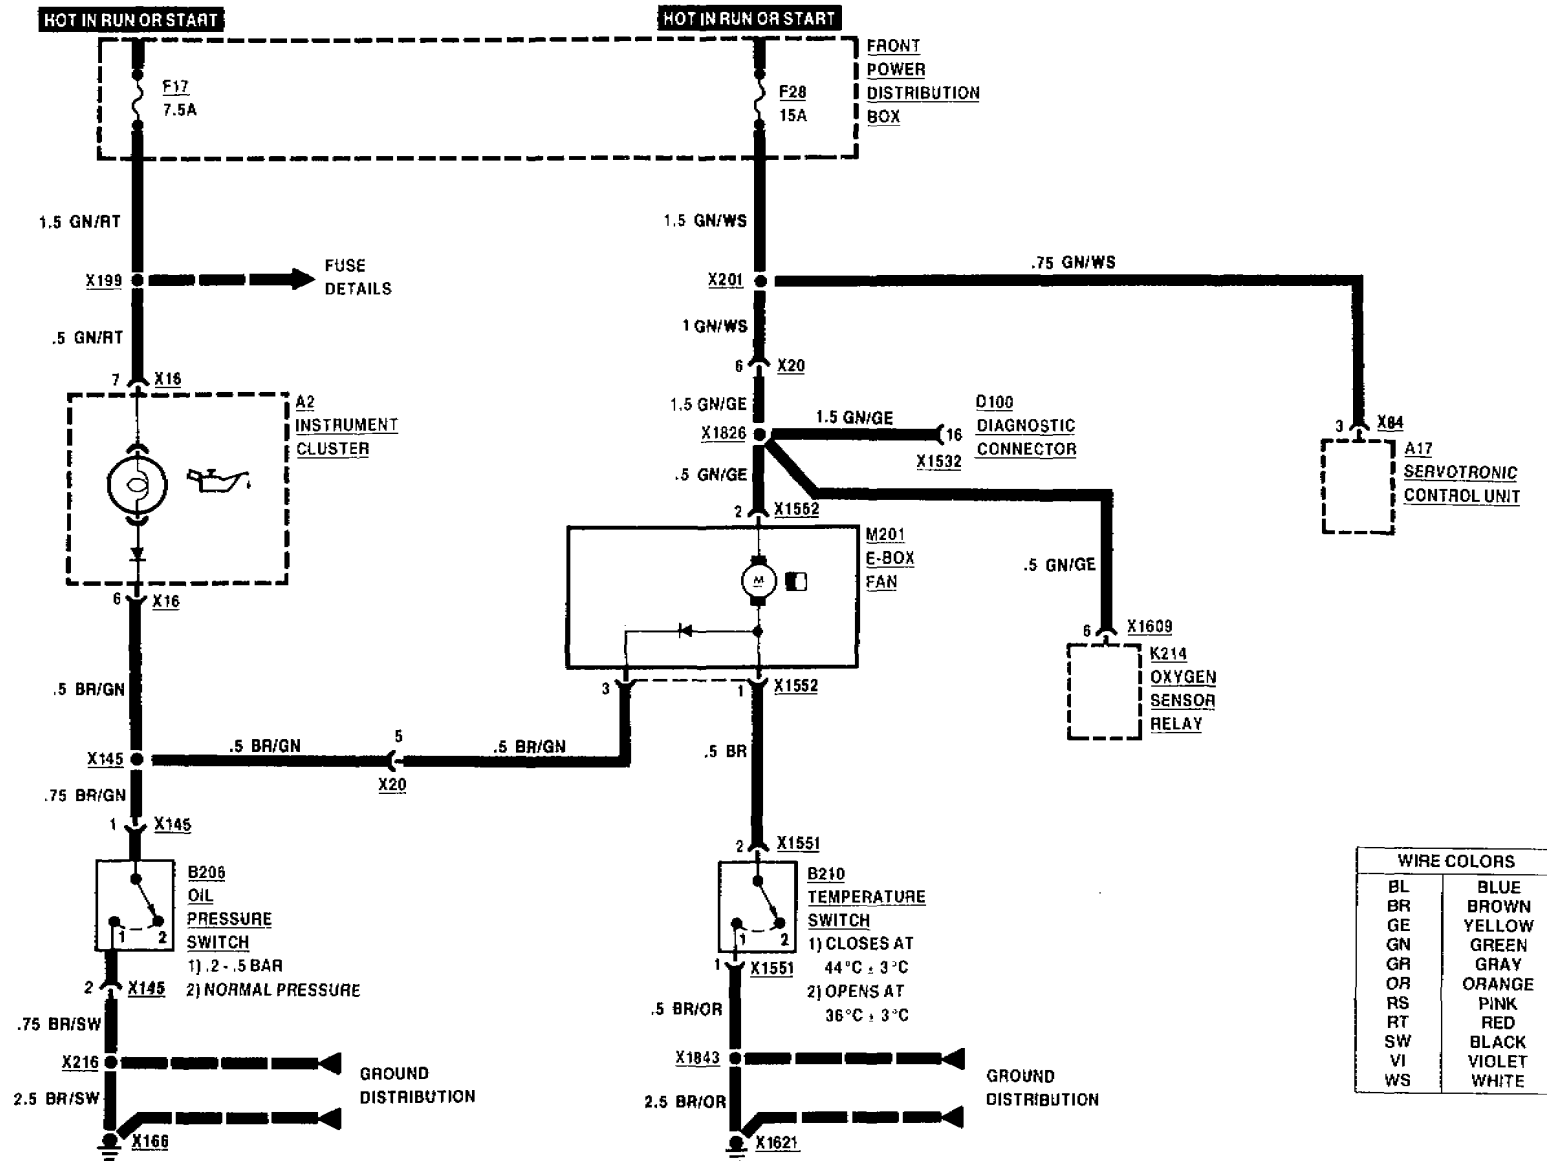 HOT IN RUN OR START
HOT IN RUN OR START
FRONT
POWER
DISTRIBUTION
BOX
F17
7.5A
F28
15A
1.5 GN/RT
1.5 GN/WS
X199
FUSE
DETAILS
X201
.75 GN/WS
.5 GN/RT
1 GN/WS
7 X16
6 X20
A2
INSTRUMENT
CLUSTER
1.5 GN/GE
X1826
1.5 GN/GE
16
X1532
D100
DIAGNOSTIC
CONNECTOR
3 X84
A17
SERVOTRONIC
CONTROL UNIT
.5 GN/GE
2 X1552
M201
E-BOX
FAN
M
.5 GN/GE
6 X16
6 X1609
K214
OXYGEN
SENSOR
RELAY
3
1 X1552
.5 BR/GN
X145
.5 BR/GN
5
X20
.5 BR/GN
.5 BR
.75 BR/GN
1 X145
2 X1551
B206
OIL
PRESSURE
SWITCH
1) .2 - .5 BAR
2) NORMAL PRESSURE
1 2
B210
TEMPERATURE
SWITCH
1) CLOSES AT
44°C ± 3°C
2) OPENS AT
36°C ± 3°C
1 2
2 X145
1 X1551
.75 BR/SW
.5 BR/OR
X216
X1843
GROUND
DISTRIBUTION
GROUND
DISTRIBUTION
2.5 BR/SW
2.5 BR/OR
X166
X1621
WIRE COLORS
BL BLUE
BR BROWN
GE YELLOW
GN GREEN
GR GRAY
OR ORANGE
RS PINK
RT RED
SW BLACK
VI VIOLET
WS WHITE